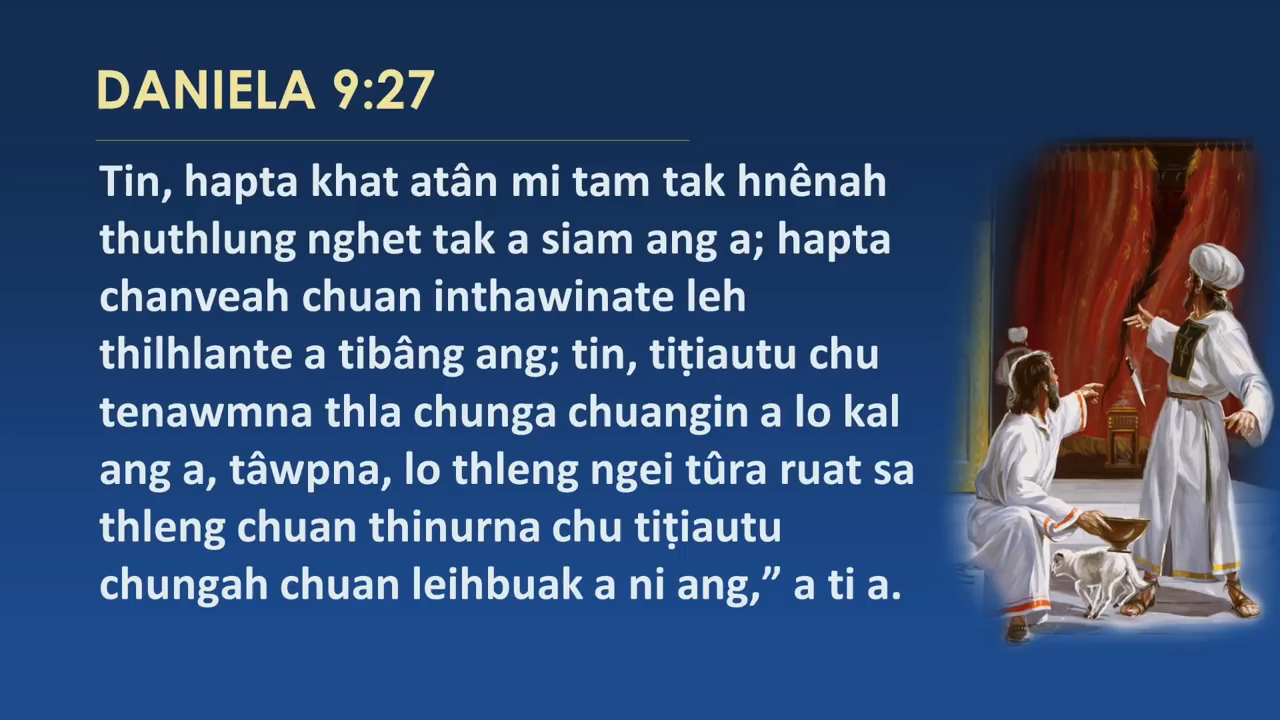 DANIELA 9:27
Tin, hapta khat atân mi tam tak hnênah
thuthlung nghet tak a siam ang a; hapta
chanveah chuan inthawinate leh
thilhlante a tibâng ang; tin, tiṭiautu chu
tenawmna thla chunga chuangin a lo kal
ang a, tâwpna, lo thleng ngei tûra ruat sa
thleng chuan thinurna chu tiṭiautu
chungah chuan leihbuak a ni ang,” a ti a.